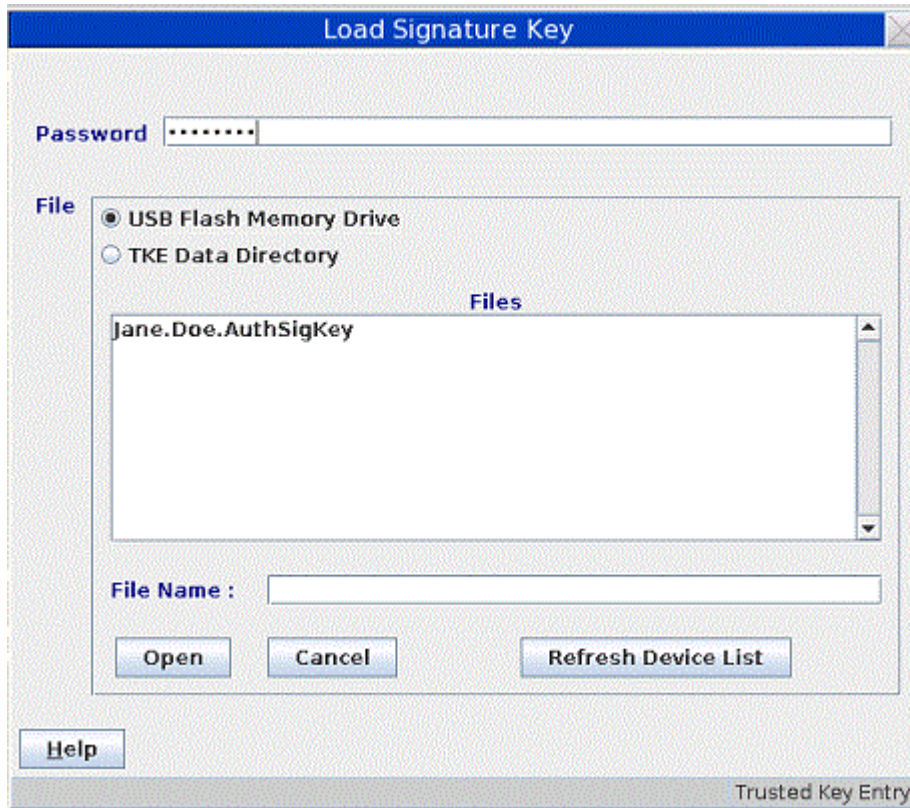 Load Signature Key
Password ••••••••
File
USB Flash Memory Drive
TKE Data Directory
Files
Jane.Doe.AuthSigKey
File Name :
Open Cancel Refresh Device List
Help
Trusted Key Entry